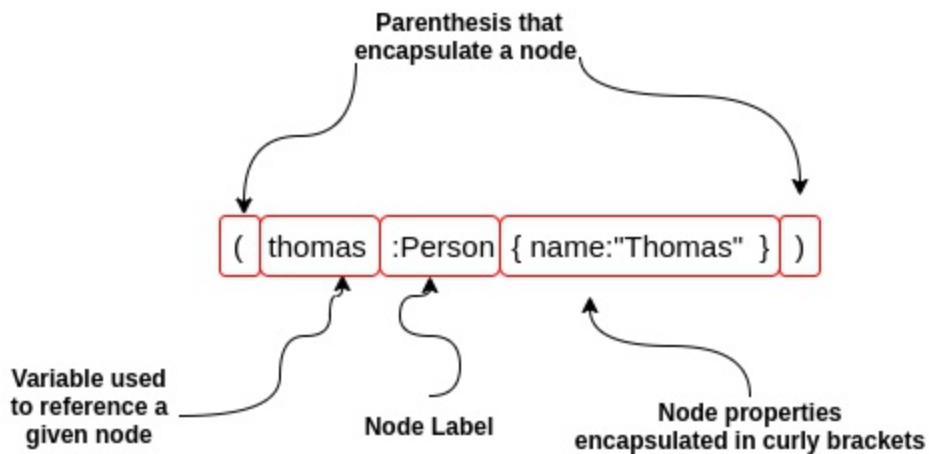 Parenthesis that
encapsulate a node
( thomas :Person { name:"Thomas" } )
Variable used
to reference a
given node
Node Label
Node properties
encapsulated in curly brackets